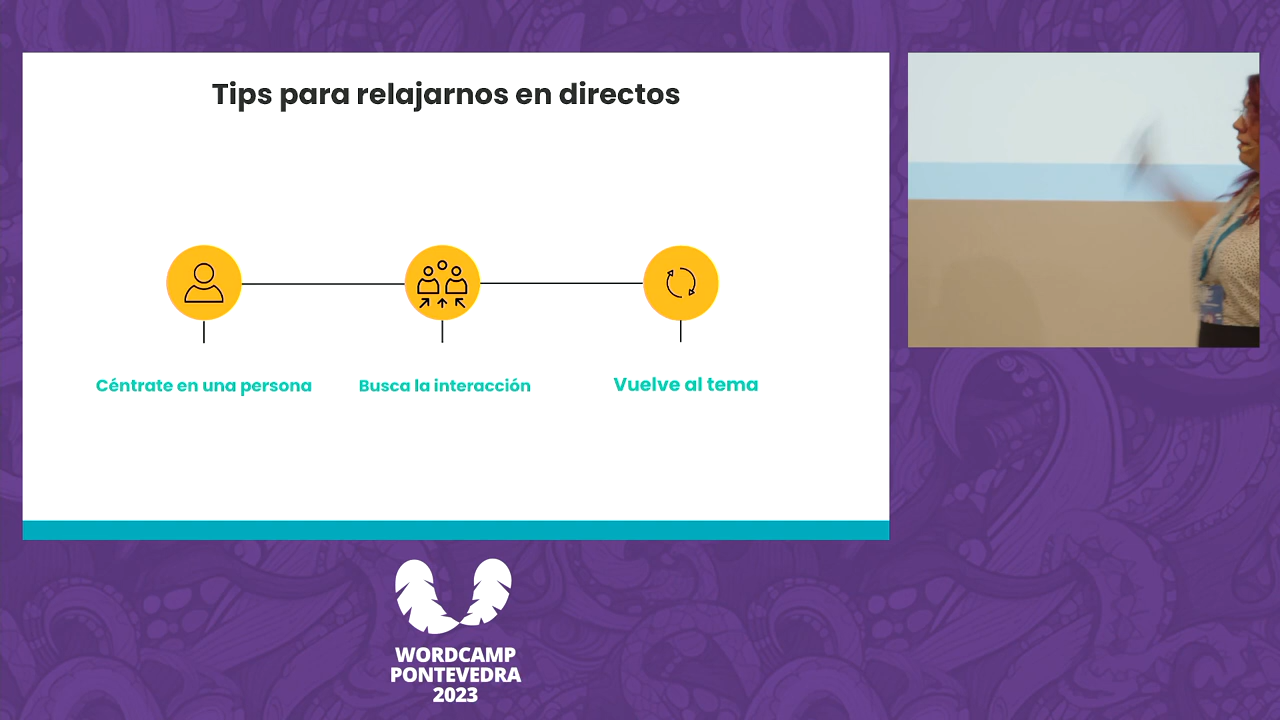 Tips para relajarnos en directos
Céntrate en una persona
Busca la interacción
Vuelve al tema
WORDCAMP
PONTEVEDRA
2023